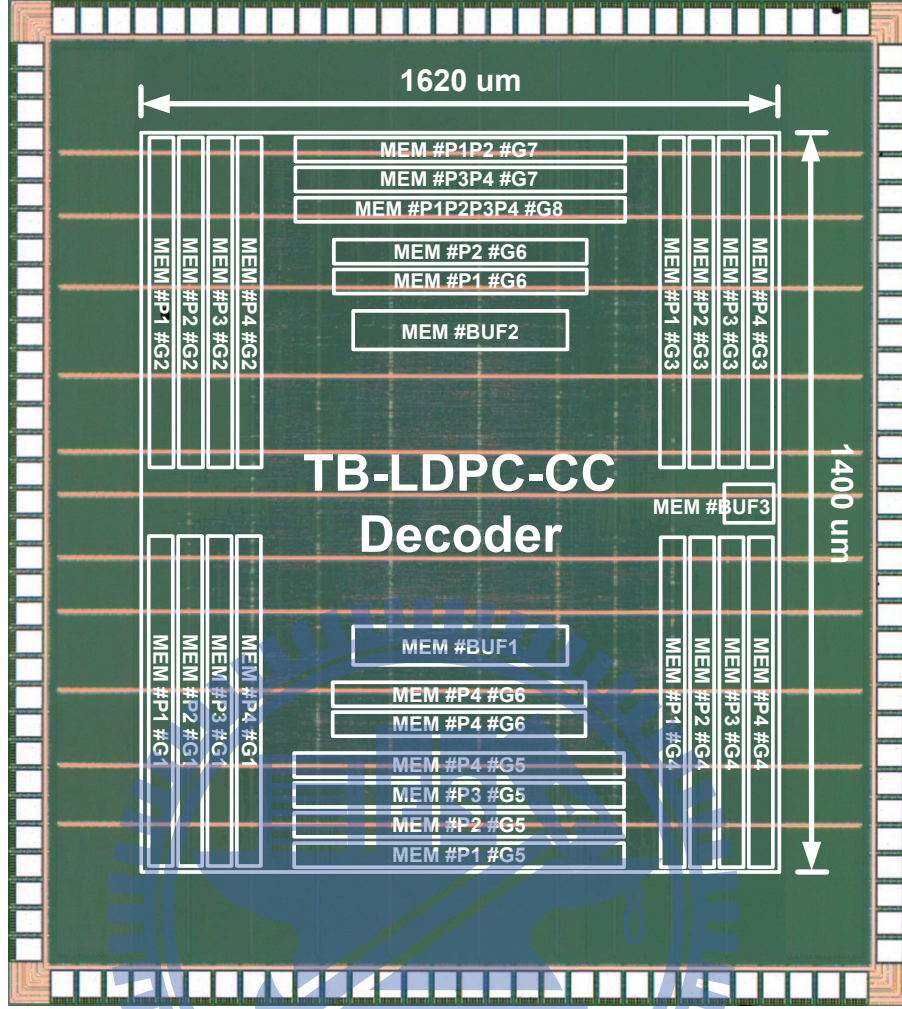 1620 um
MEM #P1P2 #G7
MEM #P3P4 #G7
MEM #P1P2P3P4 #G8
MEM #P2 #G6
MEM #P1 #G6
MEM #BUF2
MEM #P1 #G2
MEM #P2 #G2
MEM #P3 #G2
MEM #P4 #G2
MEM #P1 #G3
MEM #P2 #G3
MEM #P3 #G3
MEM #P4 #G3
TB-LDPC-CC
Decoder
MEM #BUF3
1400 um
MEM #BUF1
MEM #P4 #G6
MEM #P4 #G6
MEM #P4 #G5
MEM #P3 #G5
MEM #P2 #G5
MEM #P1 #G5
MEM #P1 #G1
MEM #P2 #G1
MEM #P3 #G1
MEM #P4 #G1
MEM #P1 #G4
MEM #P2 #G4
MEM #P3 #G4
MEM #P4 #G4